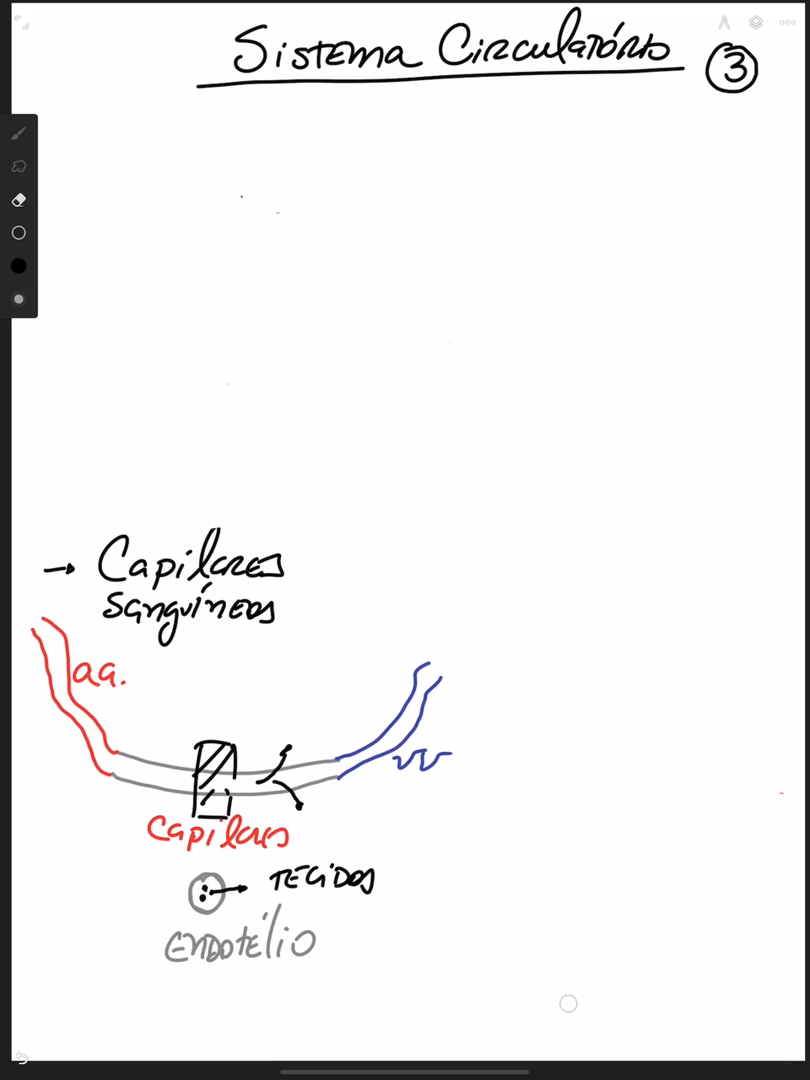 Sistema Circulatório 3
→ Capilares
sanguíneos
aa.
vv
Capilares
→ TECIDOS
ENDOTÉLIO